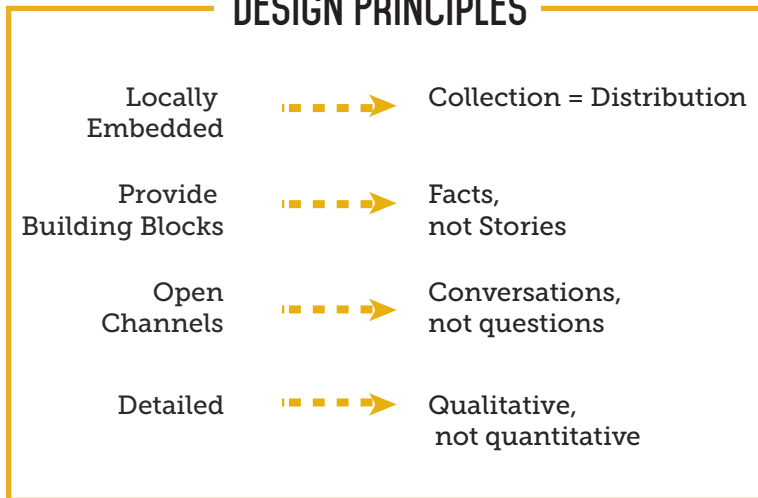 DESIGN PRINCIPLES
Locally
Embedded
Collection = Distribution
Provide
Building Blocks
Facts,
not Stories
Open
Channels
Conversations,
not questions
Detailed
Qualitative,
not quantitative